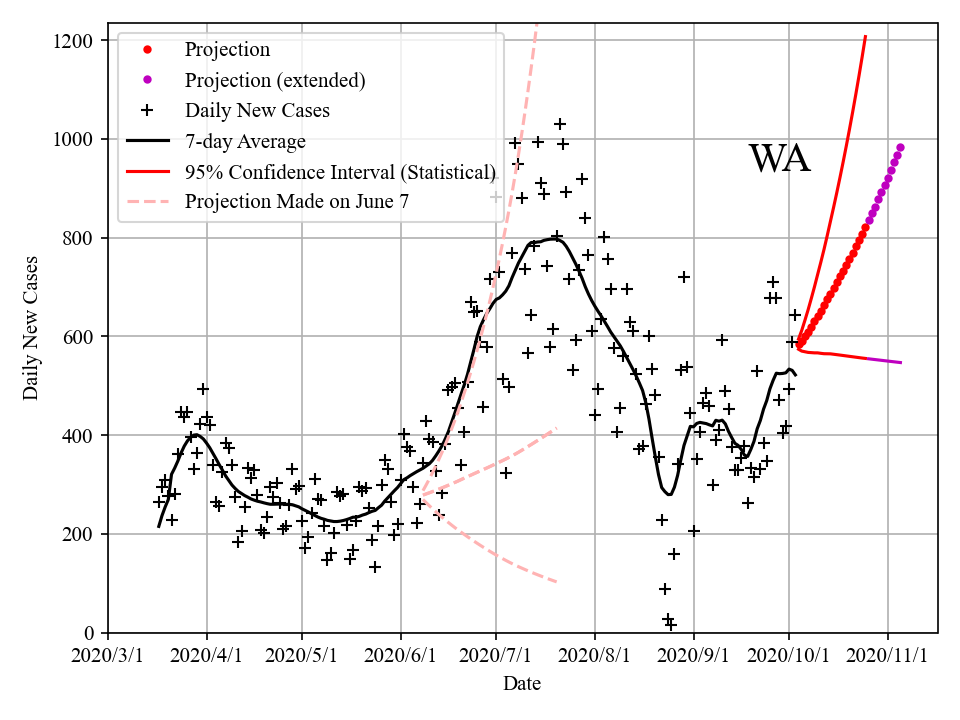 Projection
Projection (extended)
Daily New Cases
7-day Average
95% Confidence Interval (Statistical)
Projection Made on June 7
WA
1200
1000
800
600
400
200
0
Daily New Cases
2020/3/1 2020/4/1 2020/5/1 2020/6/1 2020/7/1 2020/8/1 2020/9/1 2020/10/1 2020/11/1
Date